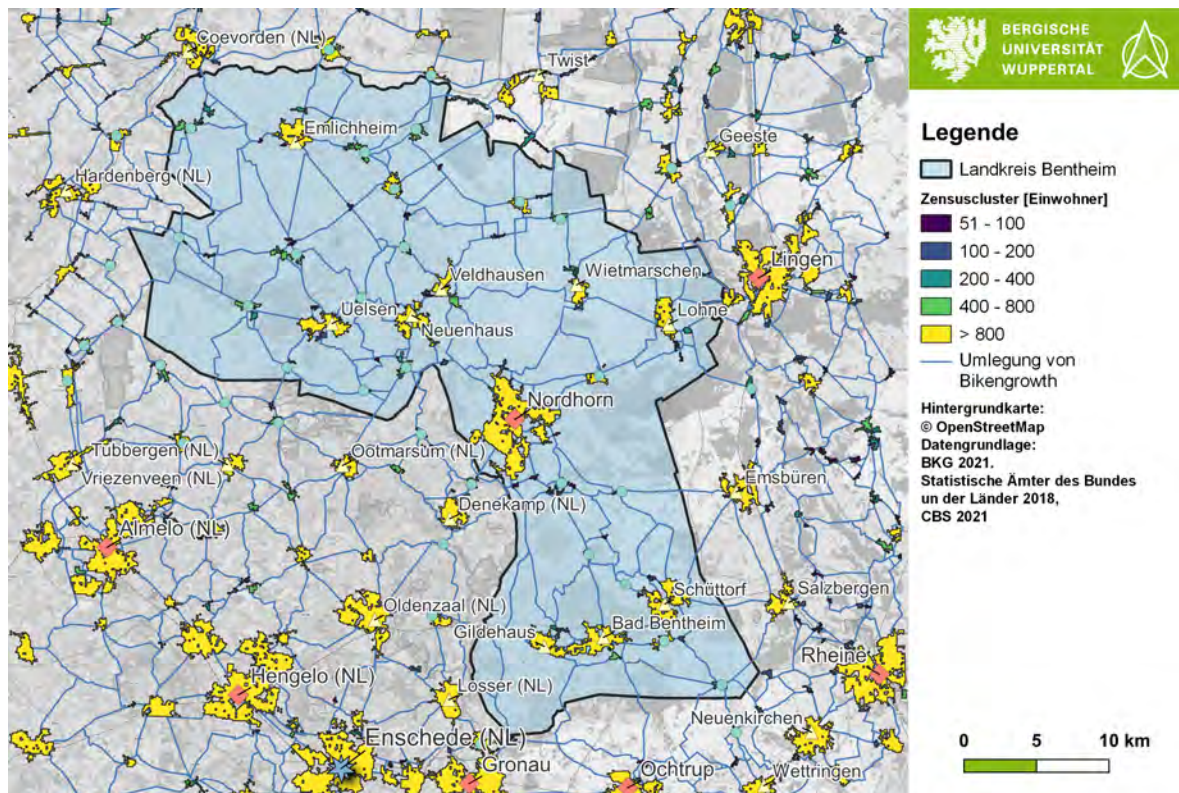 Coevorden (NL)
Twist
Emlichheim
Geeste
Hardenberg (NL)
Lingen
Veldhausen
Wietmarschen
Uelsen
Neuenhaus
Lohne
Nordhorn
Tubbergen (NL)
Ootmarsum (NL)
Vriezenveen (NL)
Emsbüren
Denekamp (NL)
Almelo (NL)
Schüttorf
Salzbergen
Oldenzaal (NL)
Gildehaus
Bad Bentheim
Rheine
Hengelo (NL)
Losser (NL)
Neuenkirchen
Enschede (NL)
Gronau
Ochtrup
Wettringen
BERGISCHE
UNIVERSITÄT
WUPPERTAL
Legende
Landkreis Bentheim
Zensuscluster [Einwohner]
51 - 100
100 - 200
200 - 400
400 - 800
> 800
Umlegung von
Bikengrowth
Hintergrundkarte:
© OpenStreetMap
Datengrundlage:
BKG 2021.
Statistische Ämter des Bundes
un der Länder 2018,
CBS 2021
0 5 10 km